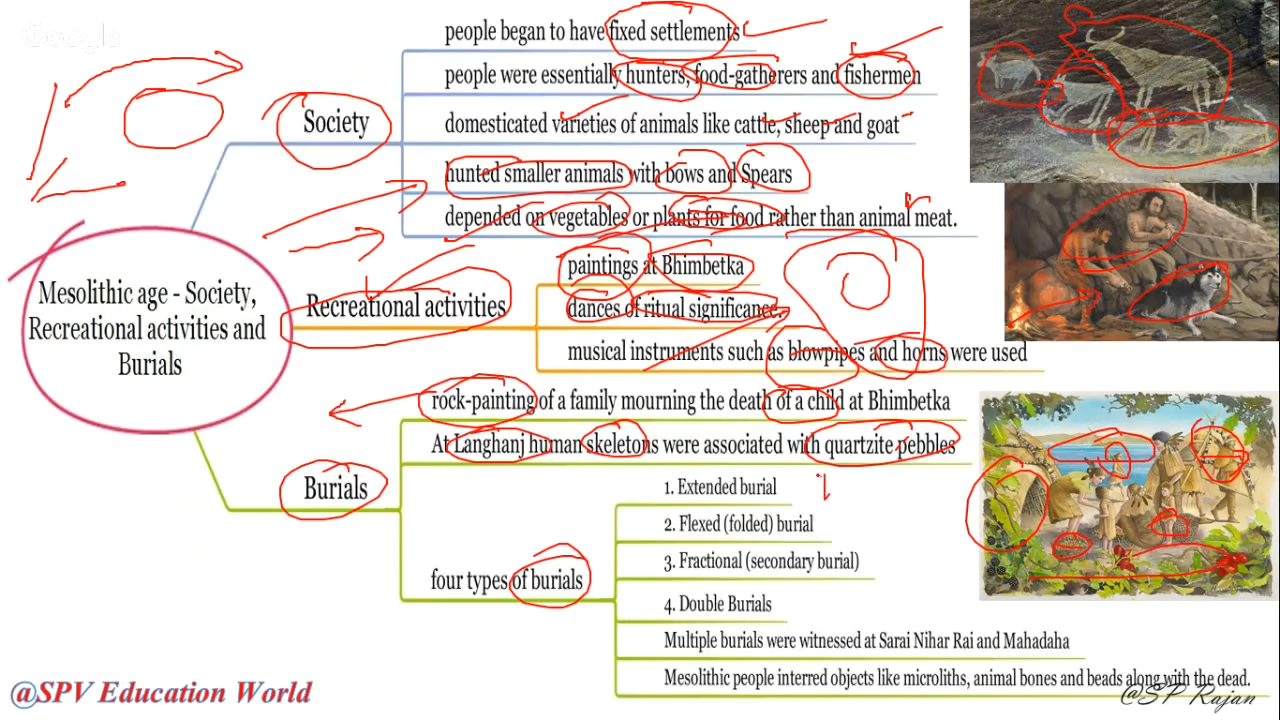 Google
people began to have fixed settlements
people were essentially hunters, food-gatherers and fishermen
Society
domesticated varieties of animals like cattle, sheep and goat
hunted smaller animals with bows and Spears
depended on vegetables or plants for food rather than animal meat.
Mesolithic age - Society,
Recreational activities and
Burials
Recreational activities
paintings at Bhimbetka
dances of ritual significance.
musical instruments such as blowpipes and horns were used
Burials
rock-painting of a family mourning the death of a child at Bhimbetka
At Langhanj human skeletons were associated with quartzite pebbles
four types of burials
1. Extended burial
2. Flexed (folded) burial
3. Fractional (secondary burial)
4. Double Burials
Multiple burials were witnessed at Sarai Nihar Rai and Mahadaha
Mesolithic people interred objects like microliths, animal bones and beads along with the dead.
@SPV Education World
@SP Rajan